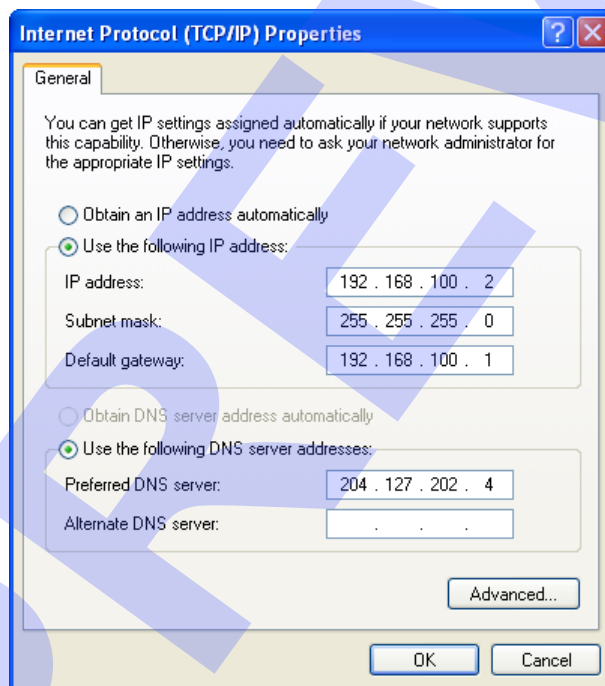 Internet Protocol (TCP/IP) Properties
General
You can get IP settings assigned automatically if your network supports
this capability. Otherwise, you need to ask your network administrator for
the appropriate IP settings.
Obtain an IP address automatically
Use the following IP address:
IP address: 192 . 168 . 100 . 2
Subnet mask: 255 . 255 . 255 . 0
Default gateway: 192 . 168 . 100 . 1
Obtain DNS server address automatically
Use the following DNS server addresses:
Preferred DNS server: 204 . 127 . 202 . 4
Alternate DNS server: . . .
Advanced...
OK Cancel